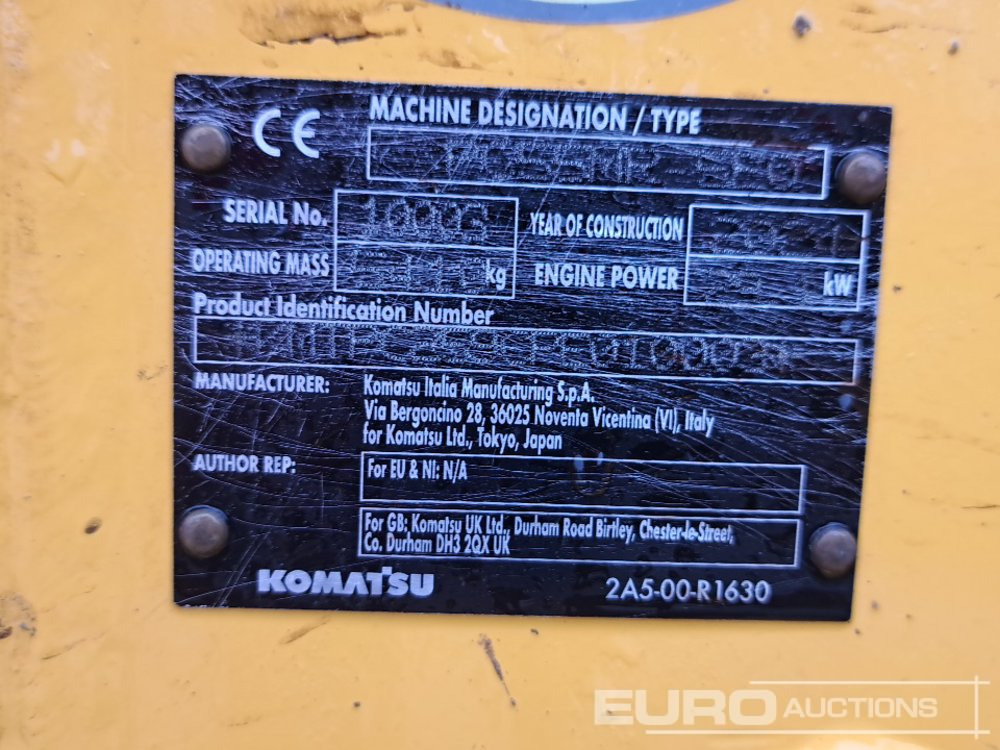 CE
MACHINE DESIGNATION / TYPE
SERIAL No.
YEAR OF CONSTRUCTION
OPERATING MASS kg
ENGINE POWER kW
Product Identification Number
MANUFACTURER: Komatsu Italia Manufacturing S.p.A.
Via Bergoncino 28, 36025 Noventa Vicentina (VI), Italy
for Komatsu Ltd., Tokyo, Japan
AUTHOR REP: For EU & NI: N/A
For GB: Komatsu UK Ltd., Durham Road Birtley, Chester-le-Street,
Co. Durham DH3 2QX UK
KOMATSU 2A5-00-R1630
EURO AUCTIONS